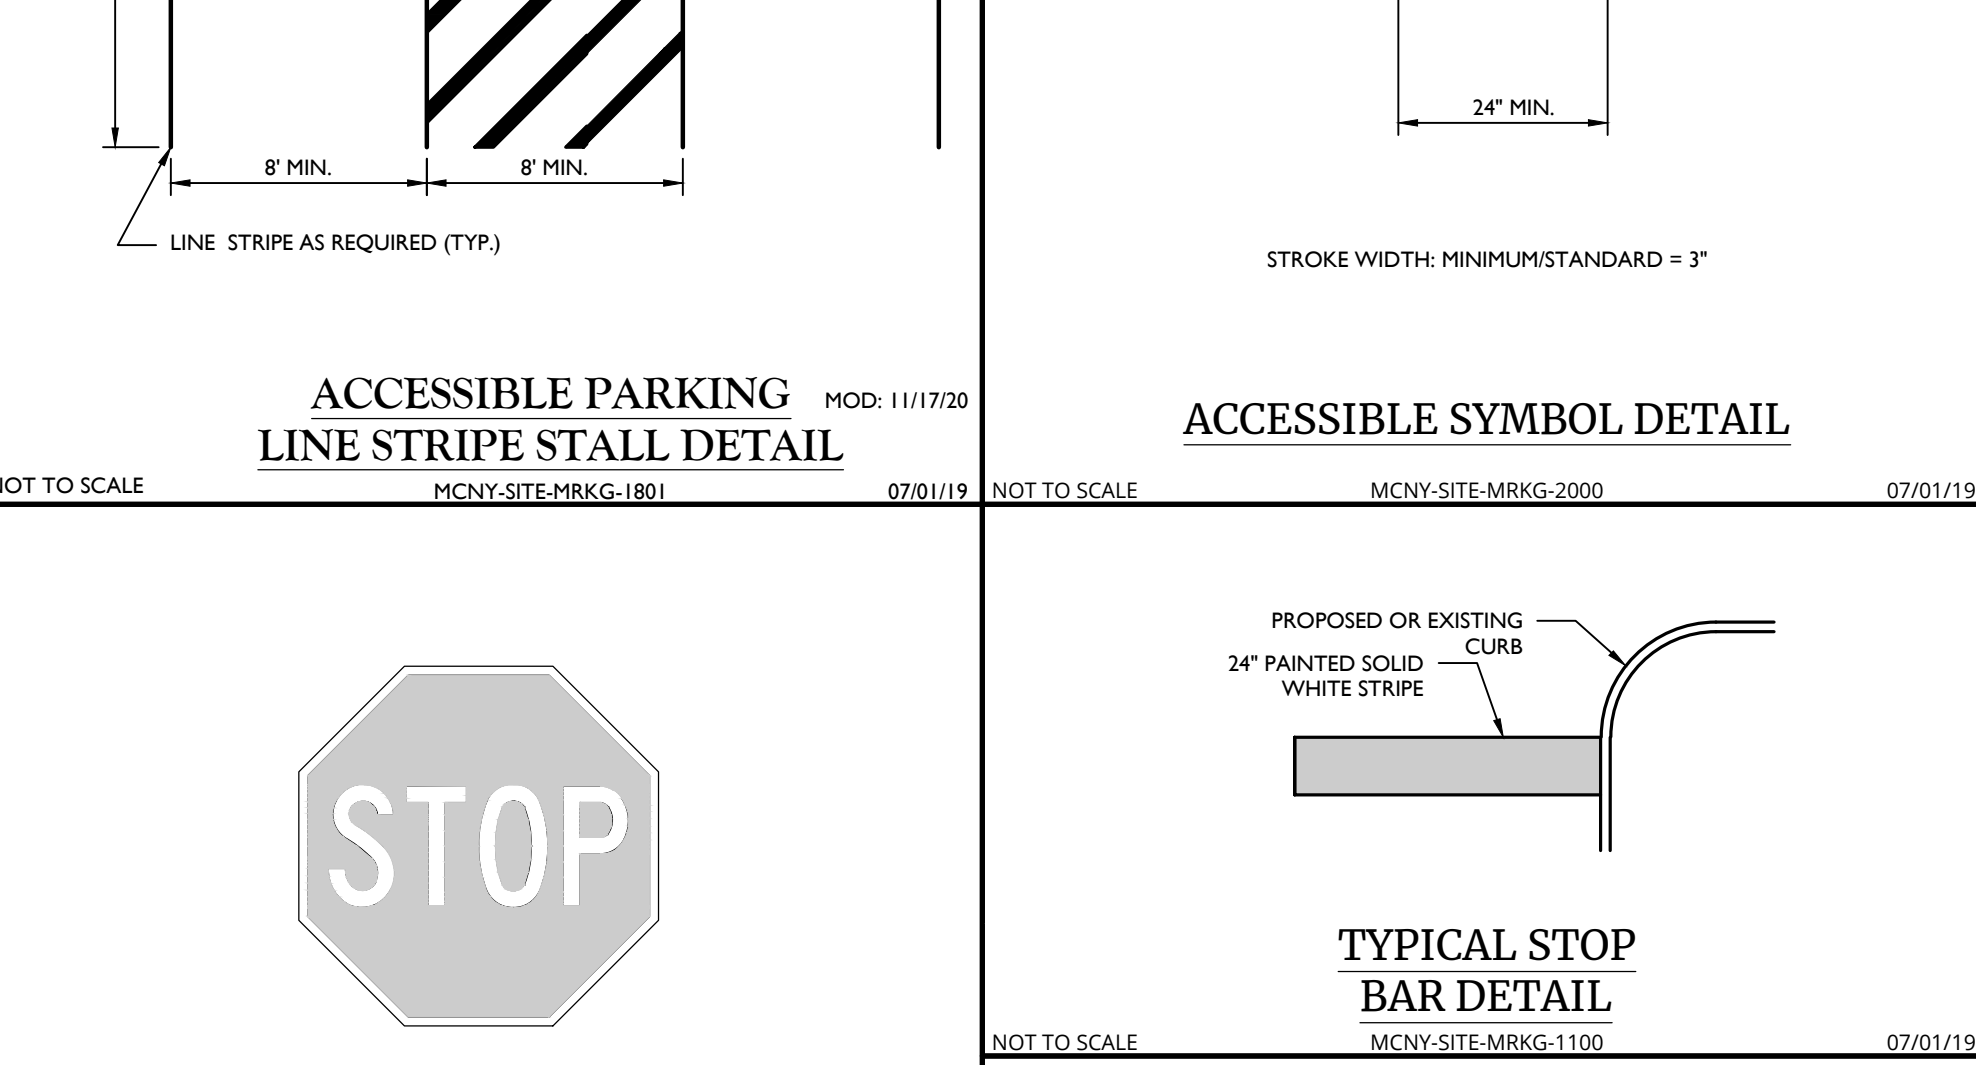 8' MIN.
8' MIN.
LINE STRIPE AS REQUIRED (TYP.)
ACCESSIBLE PARKING
MOD: 11/17/20
LINE STRIPE STALL DETAIL
NOT TO SCALE
MCNY-SITE-MRKG-1801
07/01/19
24" MIN.
STROKE WIDTH: MINIMUM/STANDARD = 3"
ACCESSIBLE SYMBOL DETAIL
NOT TO SCALE
MCNY-SITE-MRKG-2000
07/01/19
STOP
PROPOSED OR EXISTING
CURB
24" PAINTED SOLID
WHITE STRIPE
TYPICAL STOP
BAR DETAIL
NOT TO SCALE
MCNY-SITE-MRKG-1100
07/01/19